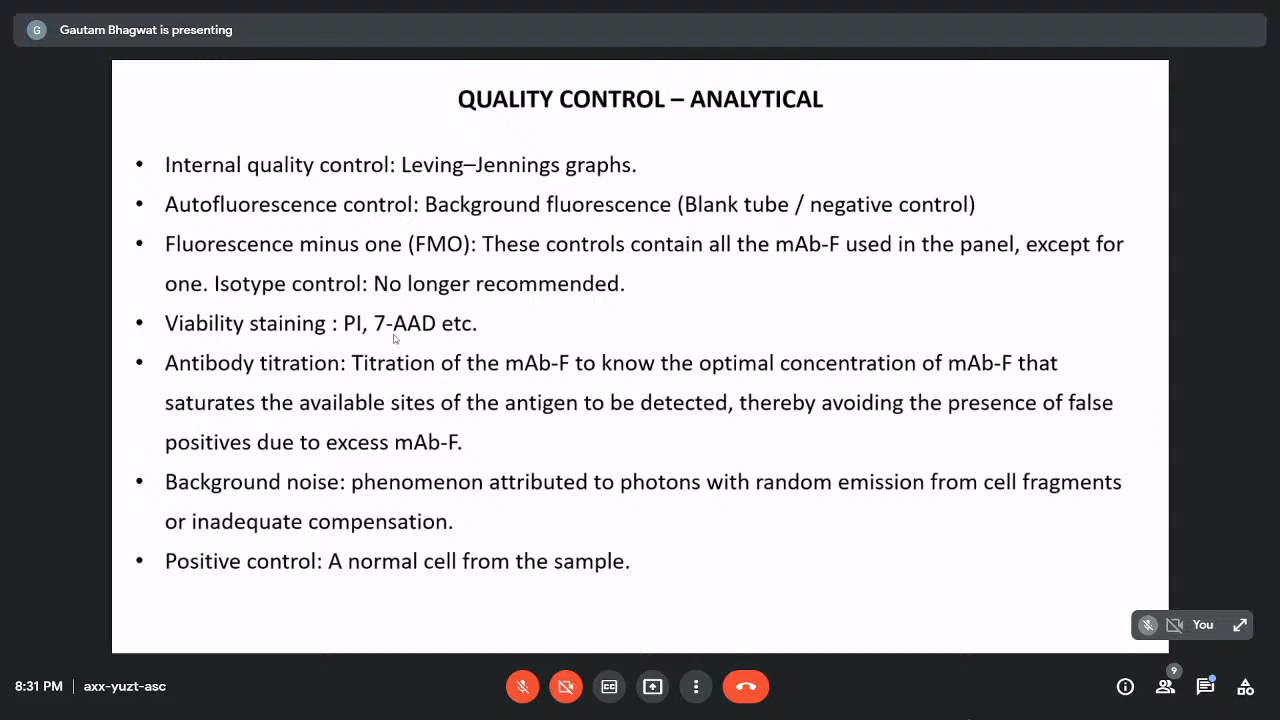 G
Gautam Bhagwat is presenting
QUALITY CONTROL – ANALYTICAL
• Internal quality control: Leving–Jennings graphs.
• Autofluorescence control: Background fluorescence (Blank tube / negative control)
• Fluorescence minus one (FMO): These controls contain all the mAb-F used in the panel, except for
one. Isotype control: No longer recommended.
• Viability staining : PI, 7-AAD etc.
• Antibody titration: Titration of the mAb-F to know the optimal concentration of mAb-F that
saturates the available sites of the antigen to be detected, thereby avoiding the presence of false
positives due to excess mAb-F.
• Background noise: phenomenon attributed to photons with random emission from cell fragments
or inadequate compensation.
• Positive control: A normal cell from the sample.
You
8:31 PM | axx-yuzt-asc
CC
9